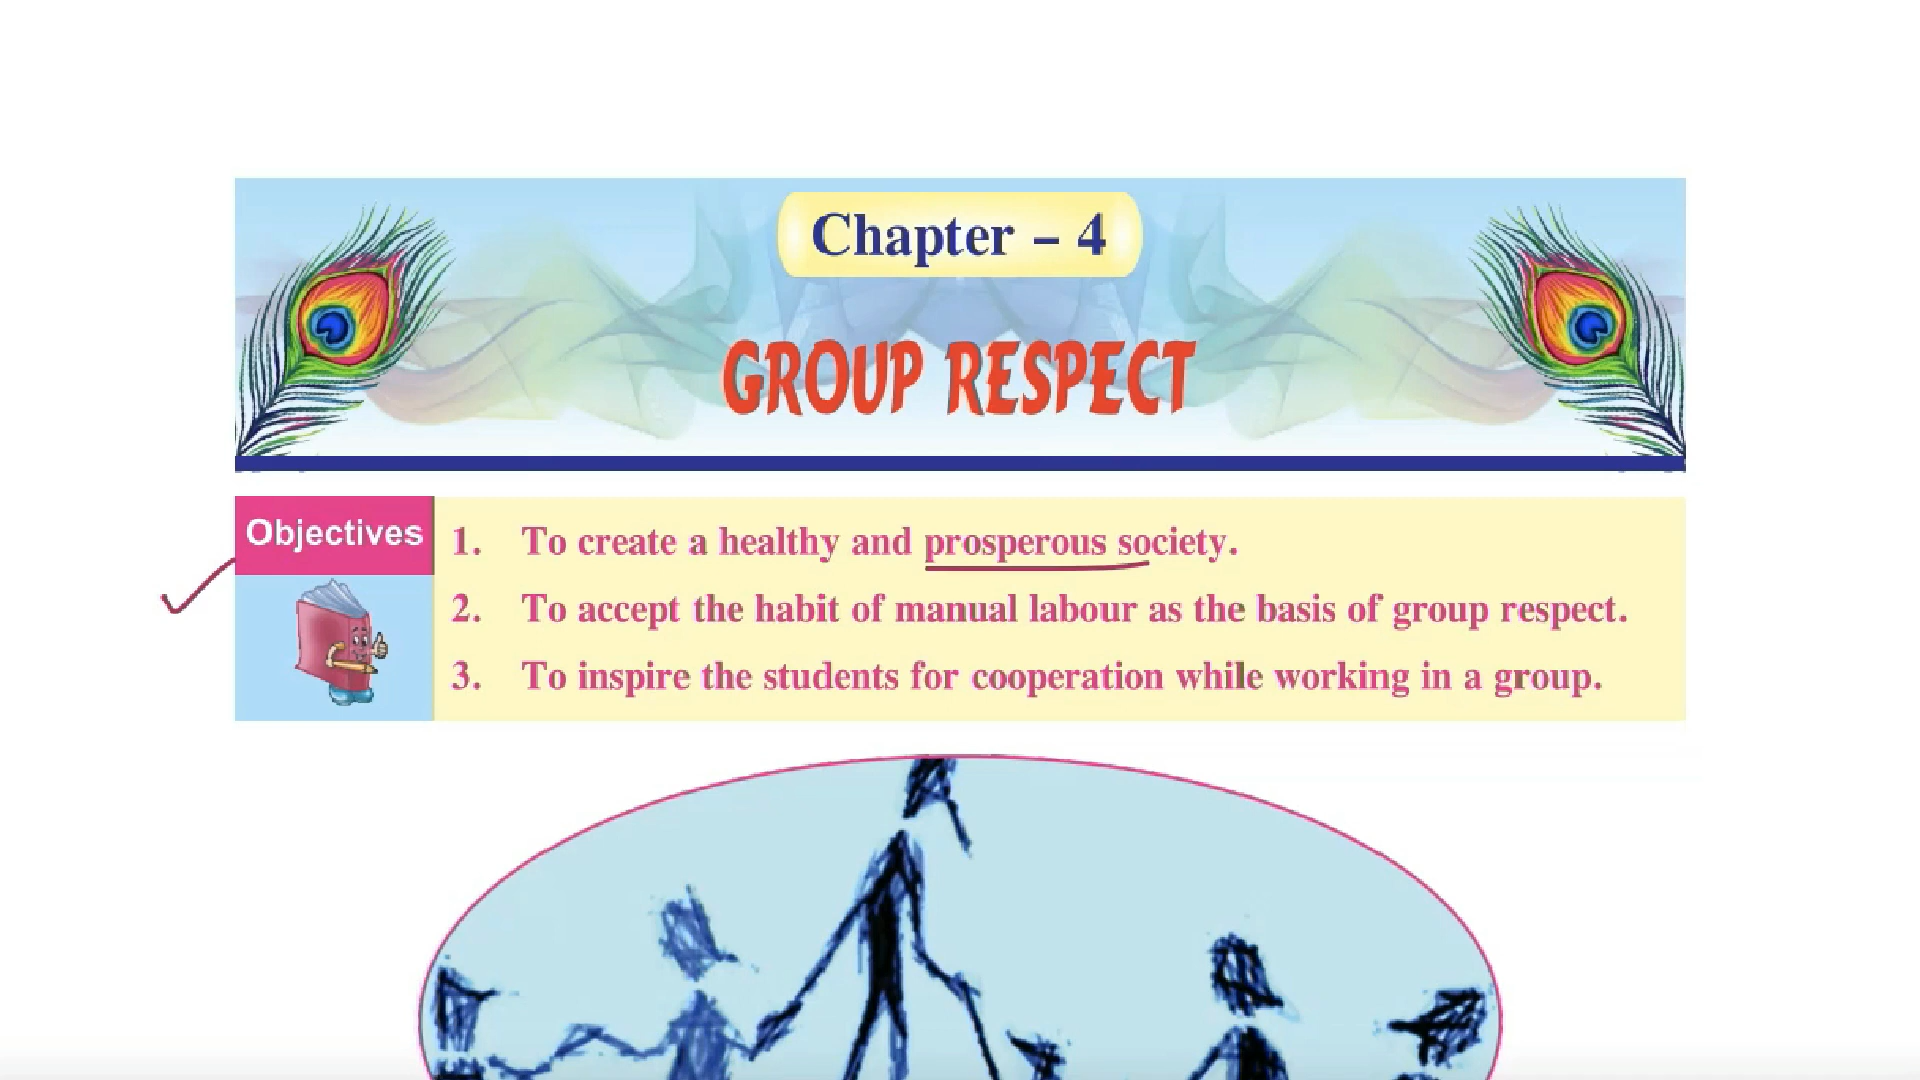 Chapter – 4
GROUP RESPECT
Objectives
1. To create a healthy and prosperous society.
2. To accept the habit of manual labour as the basis of group respect.
3. To inspire the students for cooperation while working in a group.